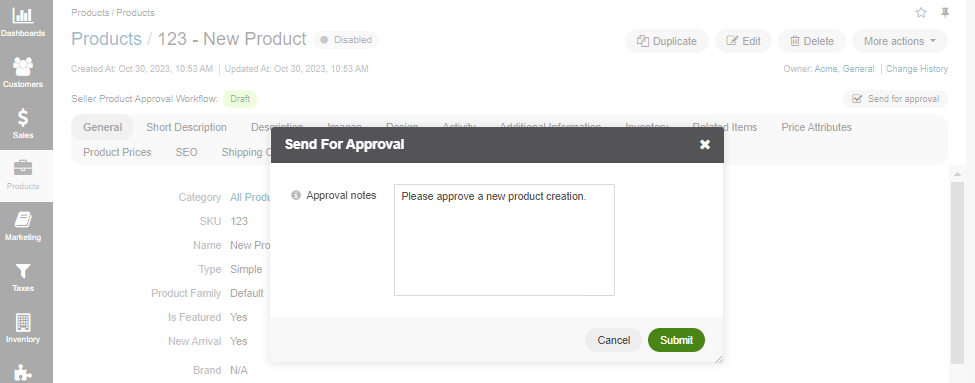 Dashboards
Customers
Sales
Products
Marketing
Taxes
Inventory
Products / Products
Products / 123 - New Product Disabled
Duplicate Edit Delete More actions
Created At: Oct 30, 2023, 10:53 AM | Updated At: Oct 30, 2023, 10:53 AM
Owner: Acme, General | Change History
Seller Product Approval Workflow: Draft
Send for approval
General Short Description Description Images Design Activity Additional Information Inventory Related Items Price Attributes
Product Prices SEO Shipping
Send For Approval
Approval notes
Please approve a new product creation.
Cancel Submit
Category All Produ
SKU 123
Name New Pro
Type Simple
Product Family Default
Is Featured Yes
New Arrival Yes
Brand N/A